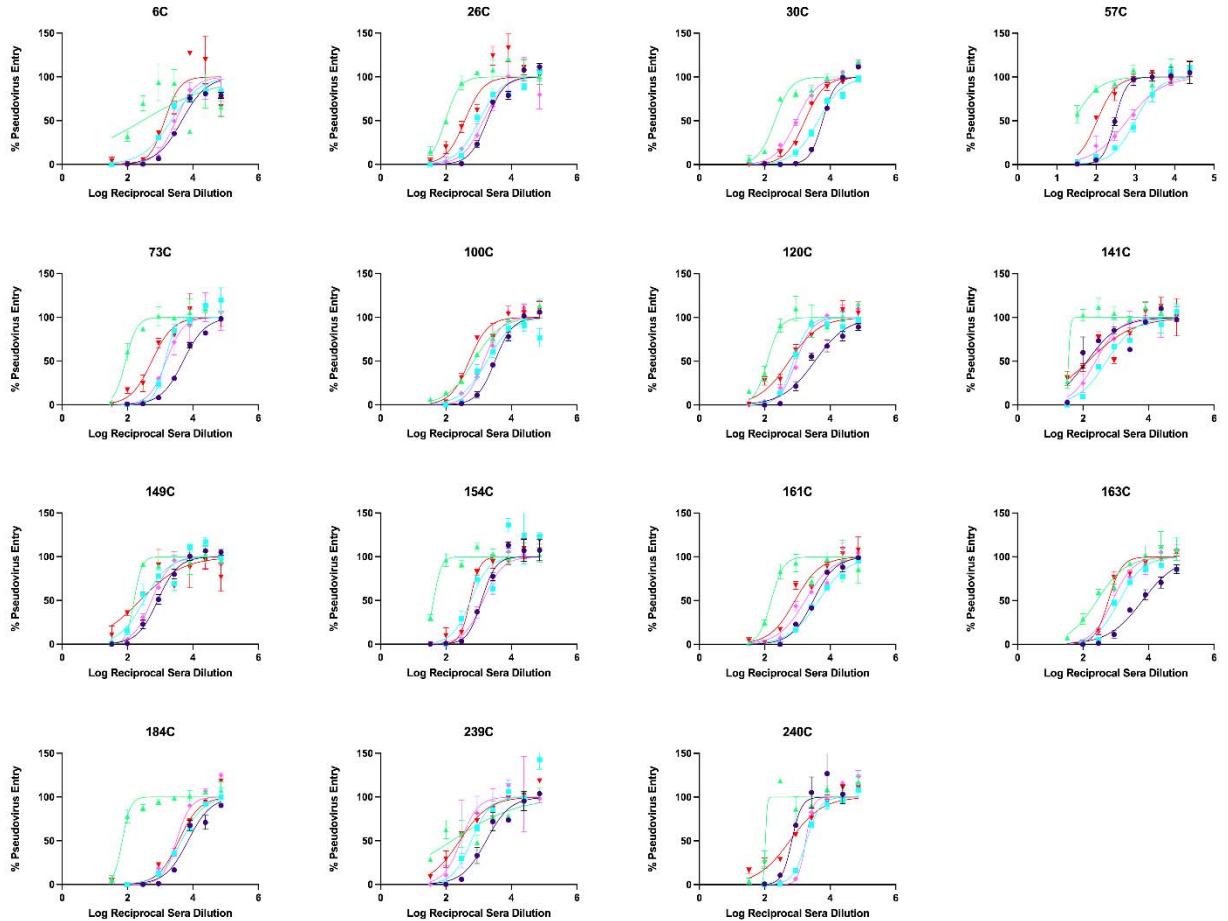 6C
26C
30C
57C
% Pseudovirus Entry
150
100
50
0
0 2 4 6
Log Reciprocal Sera Dilution
% Pseudovirus Entry
150
100
50
0
0 2 4 6
Log Reciprocal Sera Dilution
% Pseudovirus Entry
150
100
50
0
0 2 4 6
Log Reciprocal Sera Dilution
% Pseudovirus Entry
150
100
50
0
0 1 2 3 4 5
Log Reciprocal Sera Dilution
73C
100C
120C
141C
% Pseudovirus Entry
150
100
50
0
0 2 4 6
Log Reciprocal Sera Dilution
% Pseudovirus Entry
150
100
50
0
0 2 4 6
Log Reciprocal Sera Dilution
% Pseudovirus Entry
150
100
50
0
0 2 4 6
Log Reciprocal Sera Dilution
% Pseudovirus Entry
150
100
50
0
0 2 4 6
Log Reciprocal Sera Dilution
149C
154C
161C
163C
% Pseudovirus Entry
150
100
50
0
0 2 4 6
Log Reciprocal Sera Dilution
% Pseudovirus Entry
150
100
50
0
0 2 4 6
Log Reciprocal Sera Dilution
% Pseudovirus Entry
150
100
50
0
0 2 4 6
Log Reciprocal Sera Dilution
% Pseudovirus Entry
150
100
50
0
0 2 4 6
Log Reciprocal Sera Dilution
184C
239C
240C
% Pseudovirus Entry
150
100
50
0
0 2 4 6
Log Reciprocal Sera Dilution
% Pseudovirus Entry
150
100
50
0
0 2 4 6
Log Reciprocal Sera Dilution
% Pseudovirus Entry
150
100
50
0
0 2 4 6
Log Reciprocal Sera Dilution